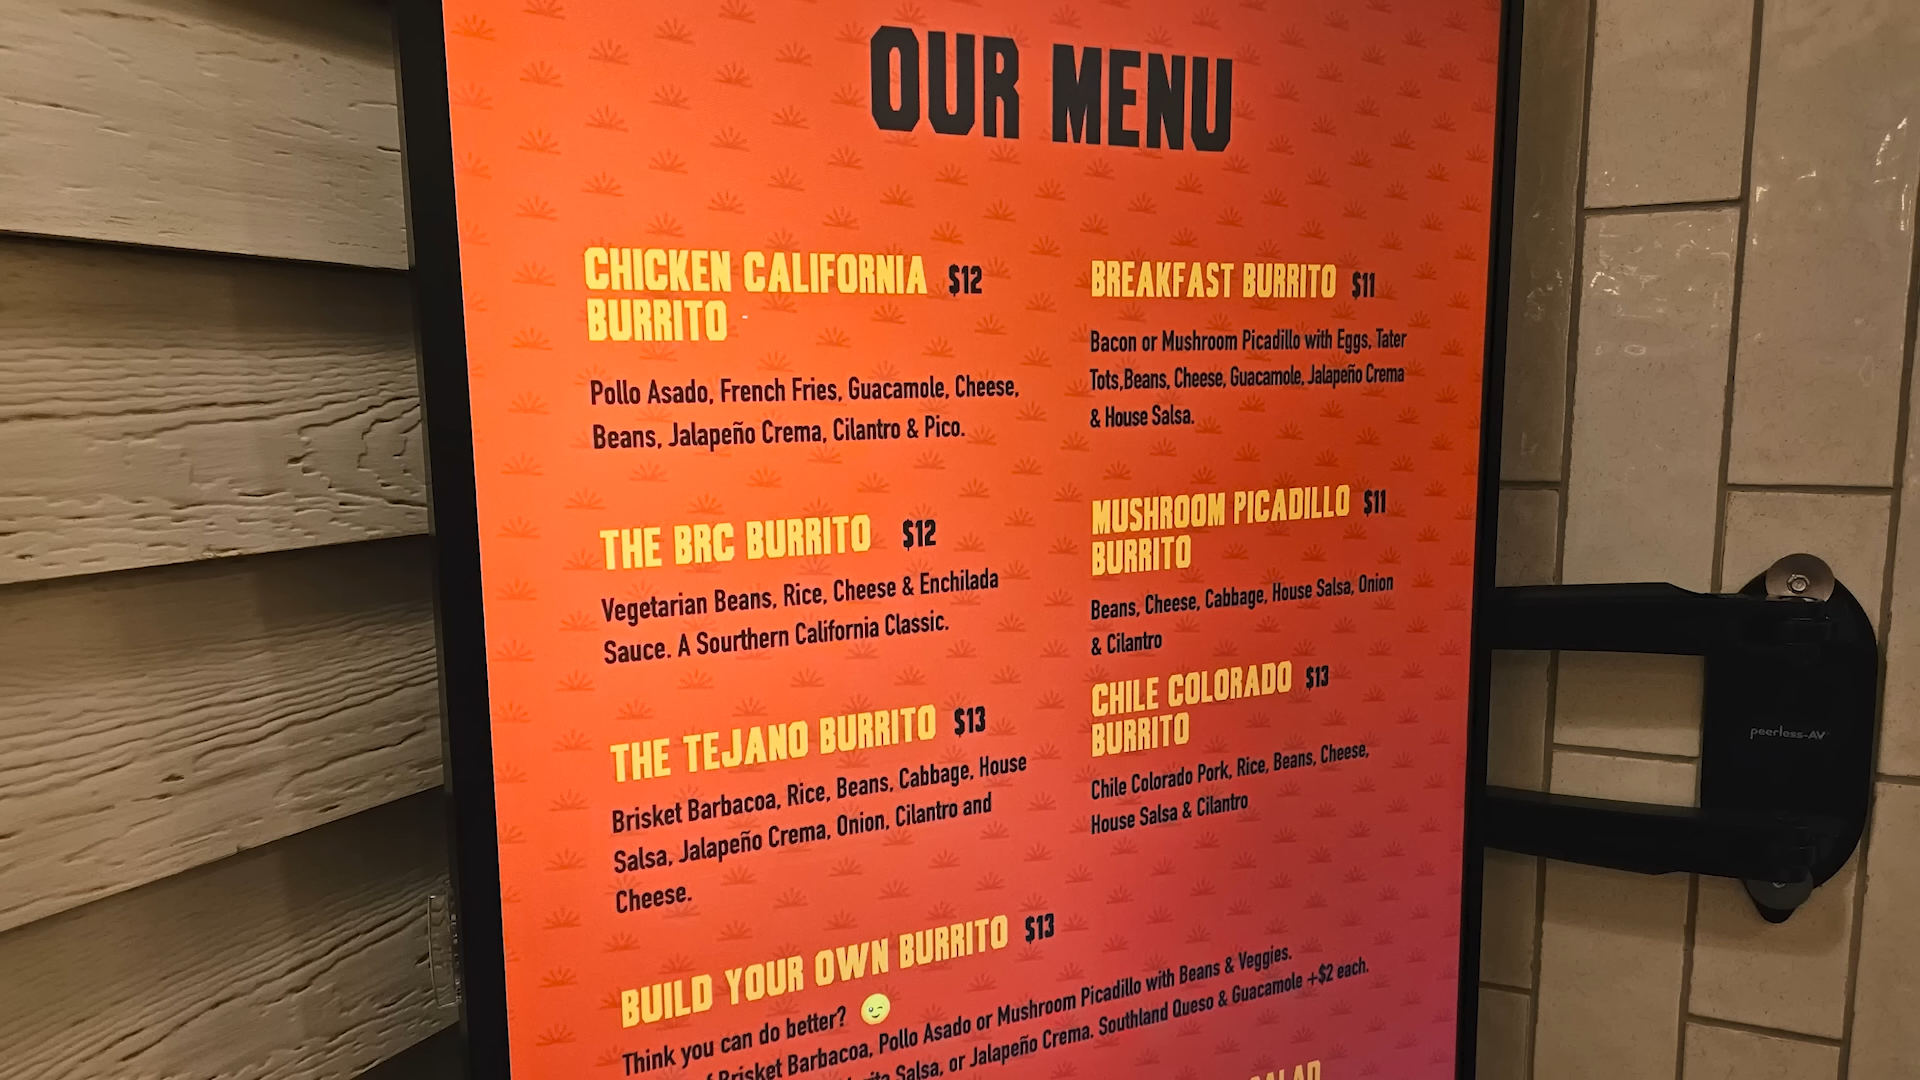 OUR MENU
CHICKEN CALIFORNIA $12
BURRITO
Pollo Asado, French Fries, Guacamole, Cheese,
Beans, Jalapeño Crema, Cilantro & Pico.
THE BRC BURRITO $12
Vegetarian Beans, Rice, Cheese & Enchilada
Sauce. A Sourthern California Classic.
THE TEJANO BURRITO $13
Brisket Barbacoa, Rice, Beans, Cabbage, House
Salsa, Jalapeño Crema, Onion, Cilantro and
Cheese.
BREAKFAST BURRITO $11
Bacon or Mushroom Picadillo with Eggs, Tater
Tots,Beans, Cheese, Guacamole, Jalapeño Crema
& House Salsa.
MUSHROOM PICADILLO $11
BURRITO
Beans, Cheese, Cabbage, House Salsa, Onion
& Cilantro
CHILE COLORADO $13
BURRITO
Chile Colorado Pork, Rice, Beans, Cheese,
House Salsa & Cilantro
BUILD YOUR OWN BURRITO $13
Think you can do better? 😉
Brisket Barbacoa, Pollo Asado or Mushroom Picadillo with Beans & Veggies.
Salsa, or Jalapeño Crema. Southland Queso & Guacamole +$2 each.
SALAD
peerless-AV